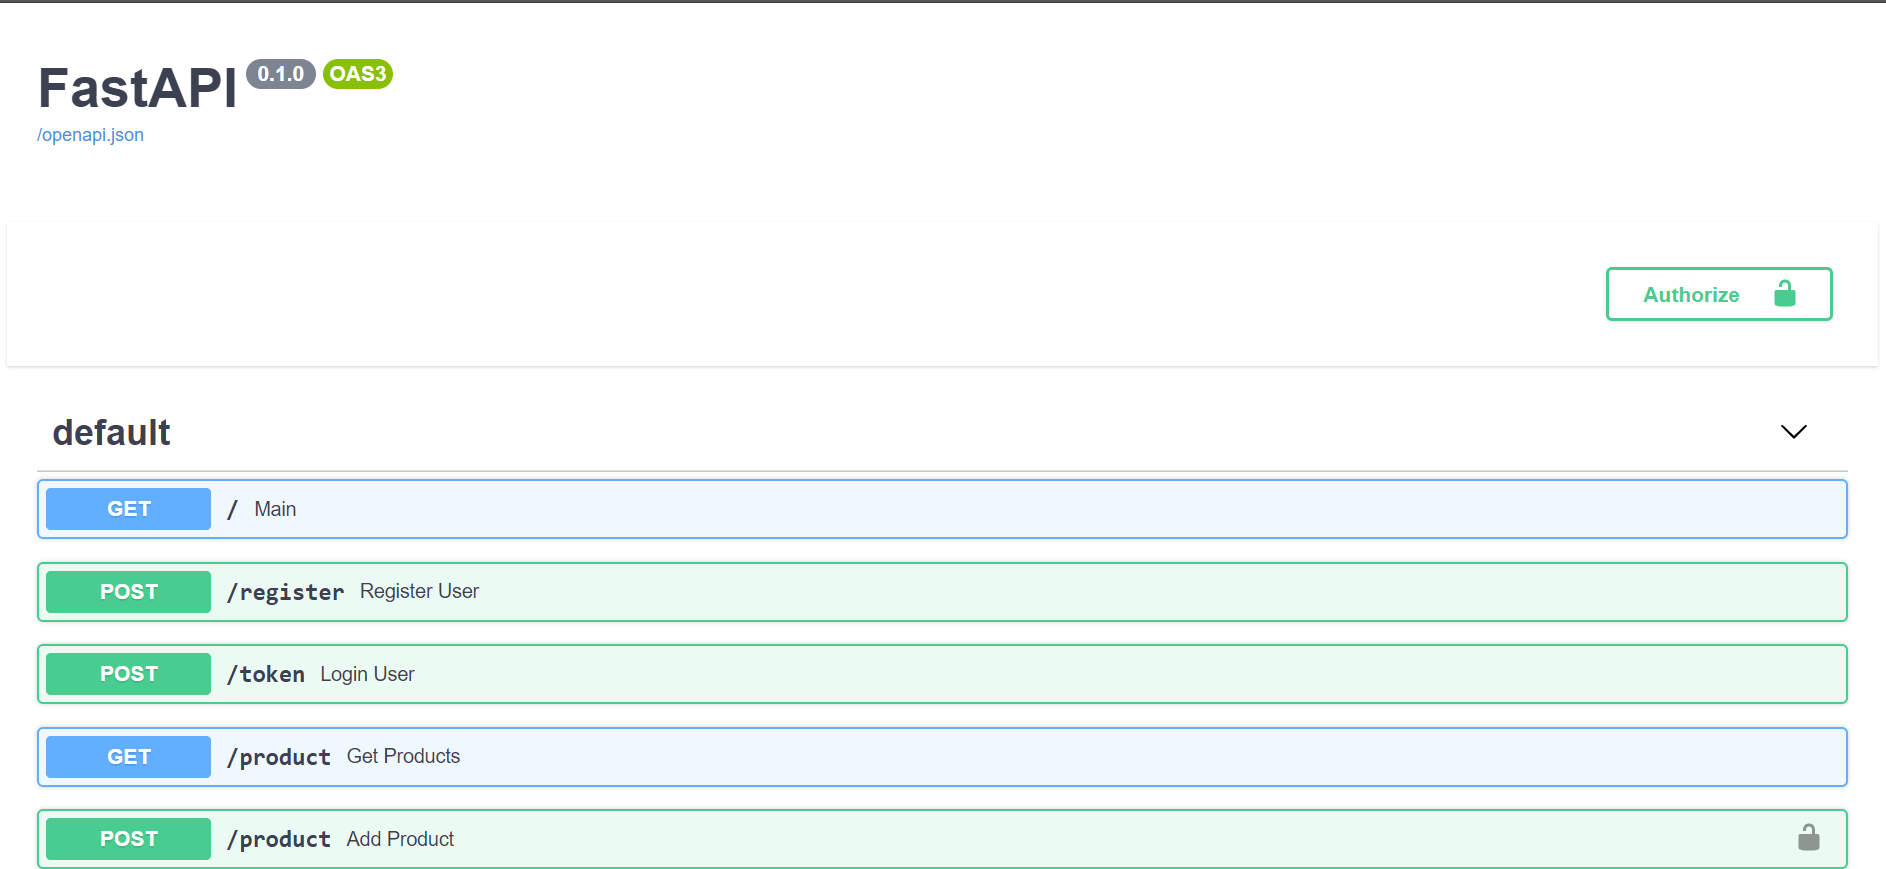 FastAPI 0.1.0 OAS3
/openapi.json
Authorize
default
GET / Main
POST /register Register User
POST /token Login User
GET /product Get Products
POST /product Add Product